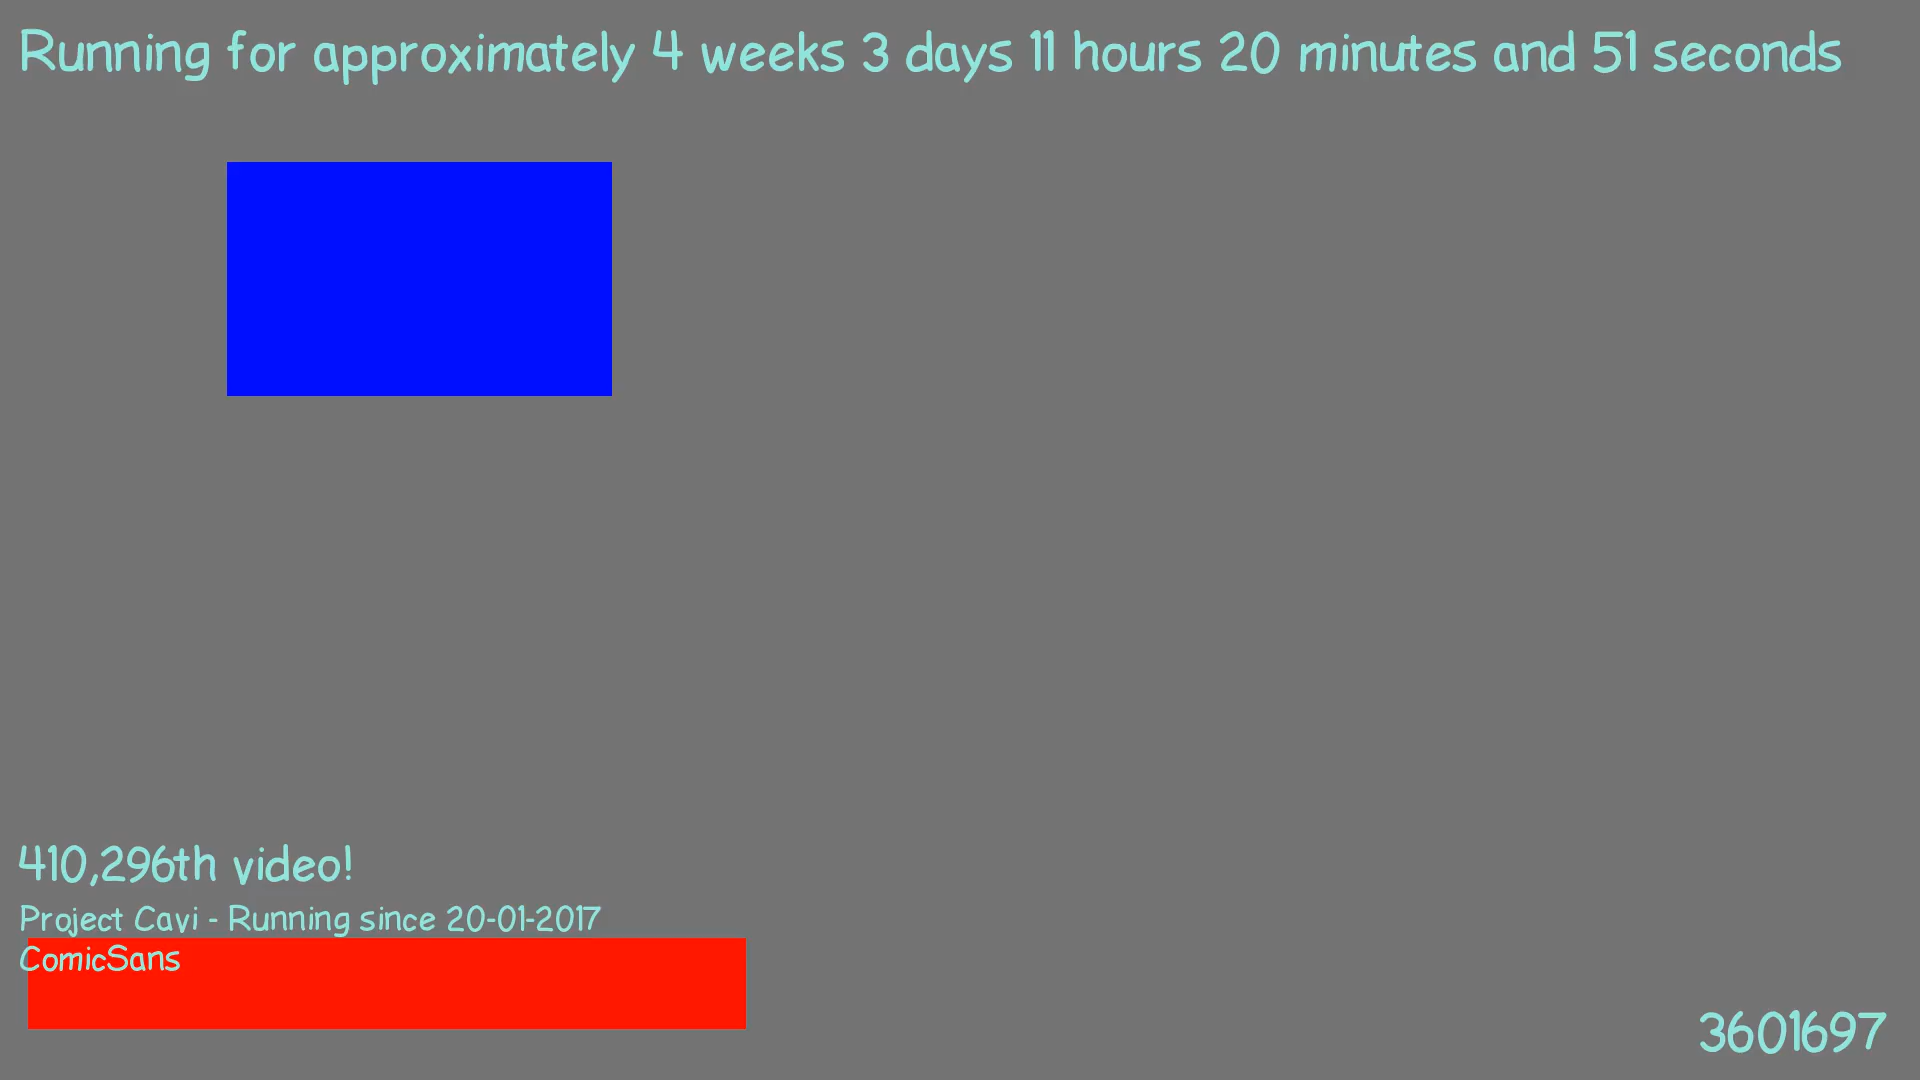 Running for approximately 4 weeks 3 days 11 hours 20 minutes and 51 seconds
410,296th video!
Project Cavi - Running since 20-01-2017
ComicSans
3601697